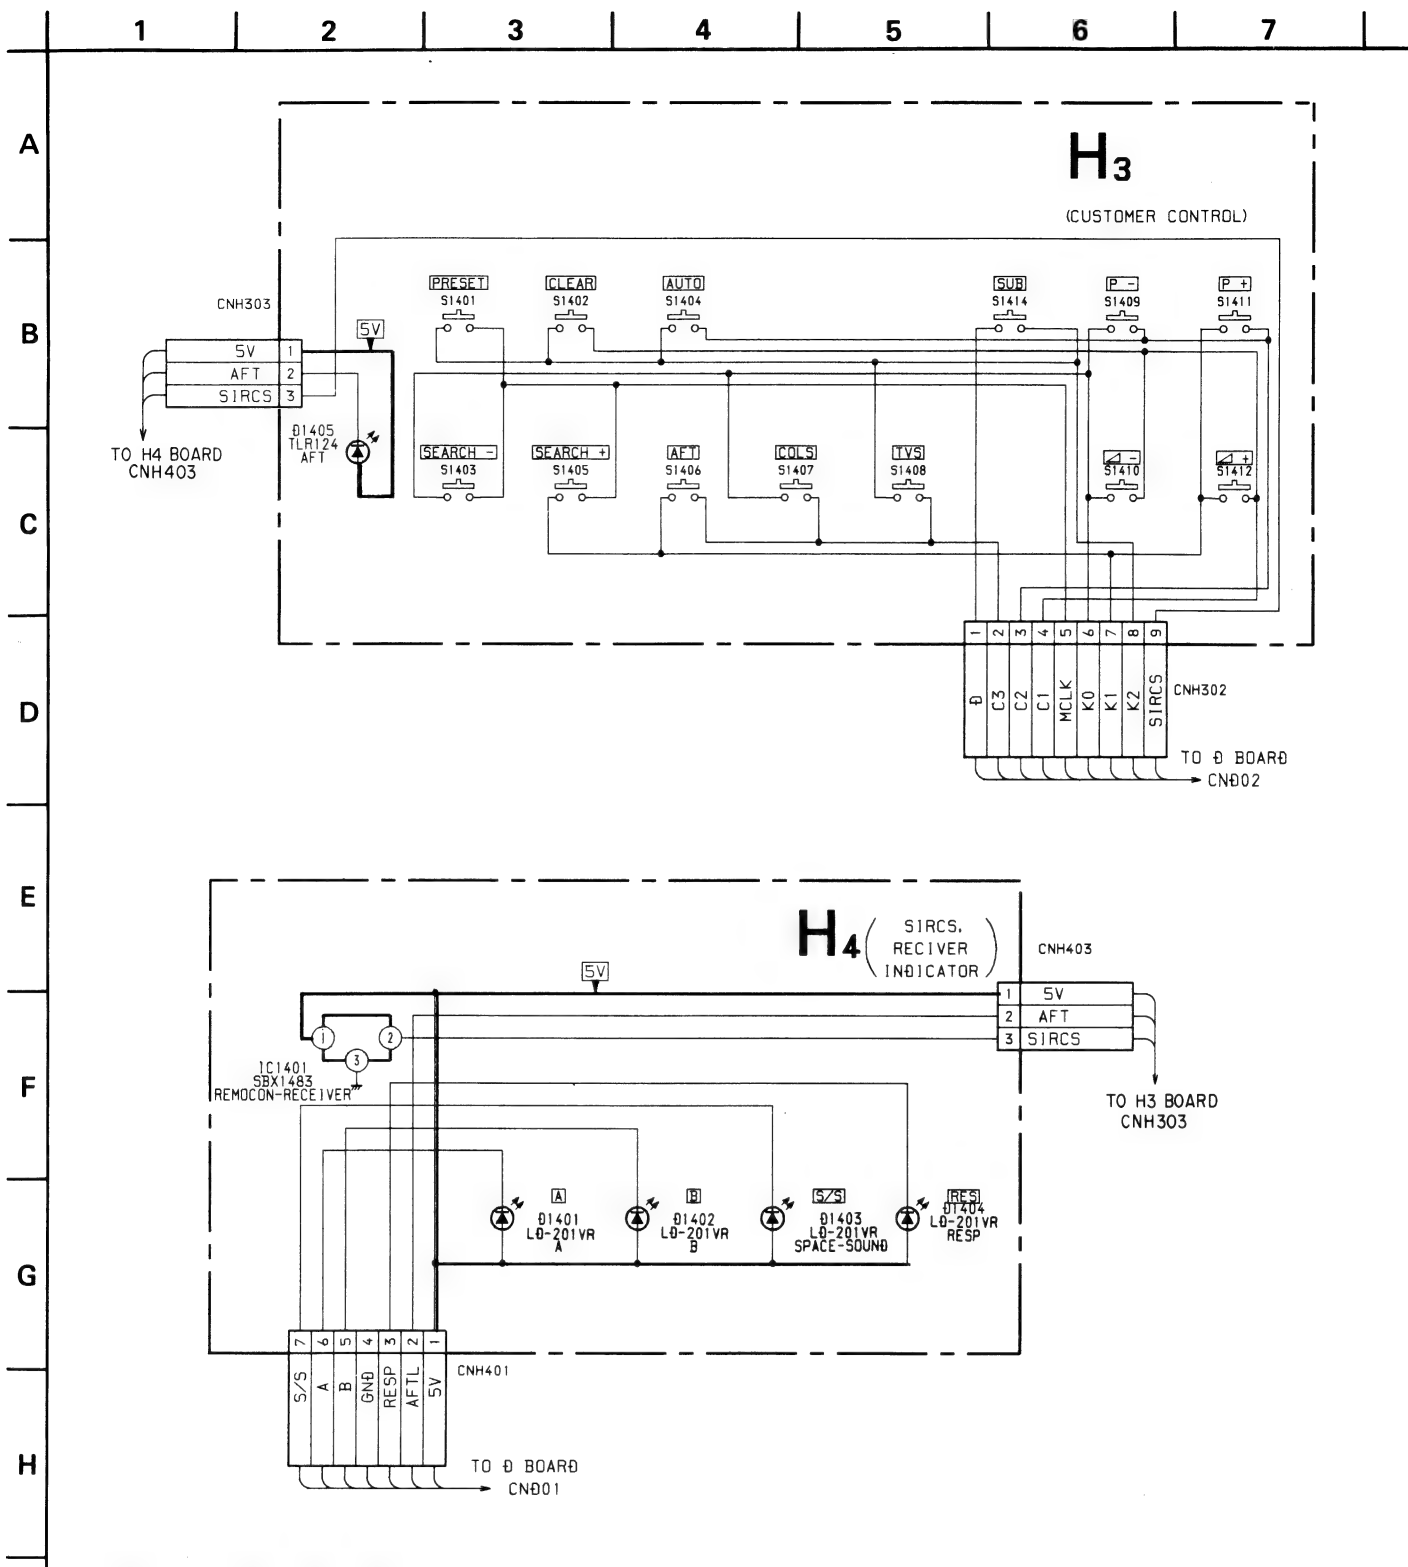 1 2 3 4 5 6 7
A
H3
(CUSTOMER CONTROL)
PRESET
S1401
CLEAR
S1402
AUTO
S1404
SUB
S1414
P -
S1409
P +
S1411
B
CNH303
5V
5V 1
AFT 2
SIRCS 3
TO H4 BOARD
CNH403
D1405
TLR124
AFT
SEARCH -
S1403
SEARCH +
S1405
AFT
S1406
COLS
S1407
TVS
S1408
⊿ -
S1410
⊿ +
S1412
C
1 2 3 4 5 6 7 8 9
D C3 C2 C1 MCLK K0 K1 K2 SIRCS
CNH302
D
TO D BOARD
CND02
E
H4
SIRCS,
RECIVER
INDICATOR
CNH403
5V
1 5V
2 AFT
3 SIRCS
1 2
3
IC1401
SBX1483
REMOCON-RECEIVER
F
TO H3 BOARD
CNH303
A
D1401
LD-201VR
A
B
D1402
LD-201VR
B
S/S
D1403
LD-201VR
SPACE-SOUND
RES
D1404
LD-201VR
RESP
G
7 6 5 4 3 2 1
S/S A B GND RESP AFTL 5V
CNH401
H
TO D BOARD
CND01